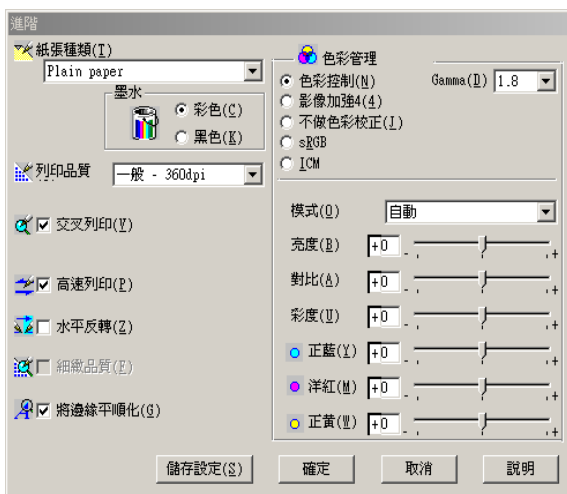 進階
紙張種類(I)
Plain paper
墨水
彩色(C)
黑色(K)
列印品質
一般 - 360dpi
交叉列印(Y)
高速列印(P)
水平反轉(Z)
細緻品質(F)
將邊緣平順化(G)
色彩管理
色彩控制(N)
Gamma(D) 1.8
影像加強4(4)
不做色彩校正(J)
sRGB
ICM
模式(O) 自動
亮度(B) +0 - +
對比(A) +0 - +
彩度(U) +0 - +
正藍(Y) +0 - +
洋紅(M) +0 - +
正黃(W) +0 - +
儲存設定(S) 確定 取消 說明